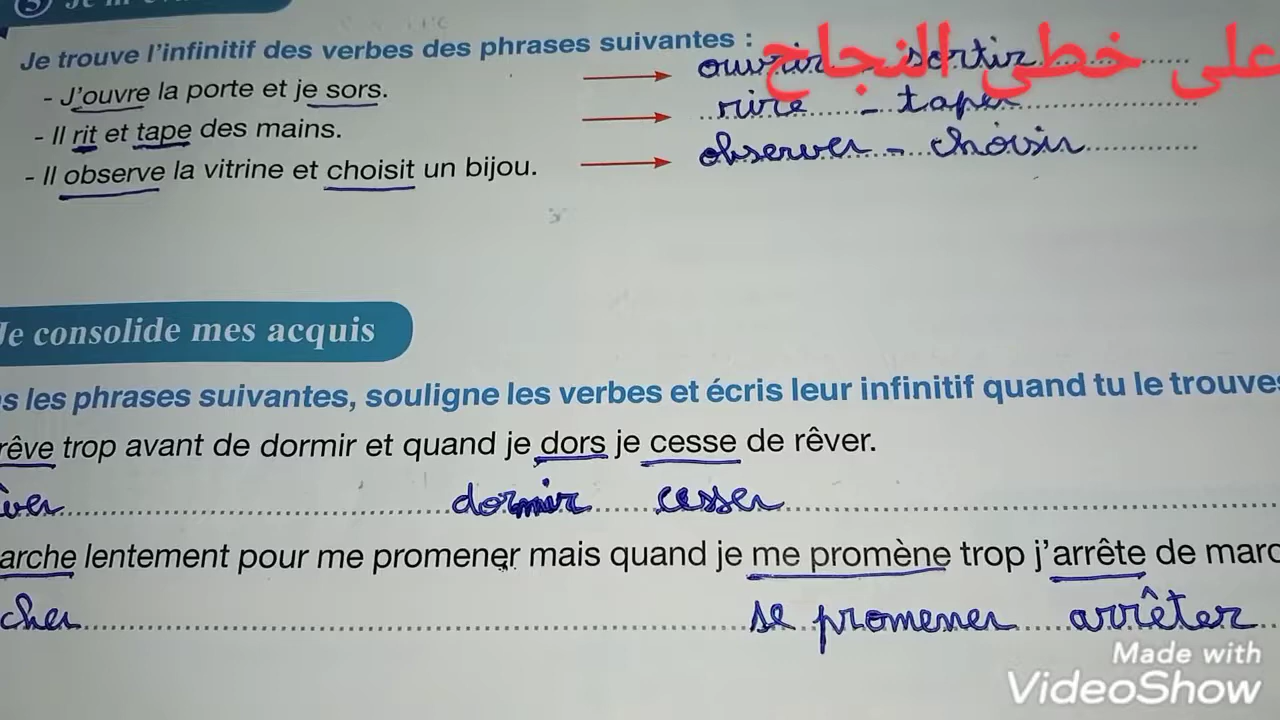 Je trouve l'infinitif des verbes des phrases suivantes :
على خطى النجاح
- J'ouvre la porte et je sors.
ouvrir - sortir
- Il rit et tape des mains.
rire - taper
- Il observe la vitrine et choisit un bijou.
observer - choisir
Je consolide mes acquis
les phrases suivantes, souligne les verbes et écris leur infinitif quand tu le trouves
rêve trop avant de dormir et quand je dors je cesse de rêver.
dormir cesser
arche lentement pour me promener mais quand je me promène trop j'arrête de marc
cher se promener arrêter
Made with
VideoShow